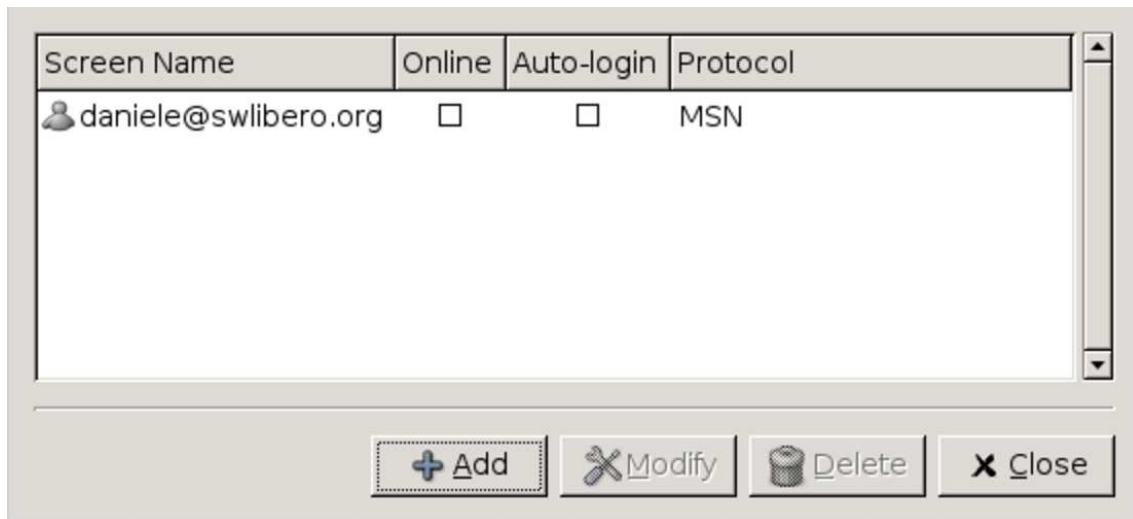 Screen Name Online Auto-login Protocol
daniele@swlibero.org MSN
Add Modify Delete Close